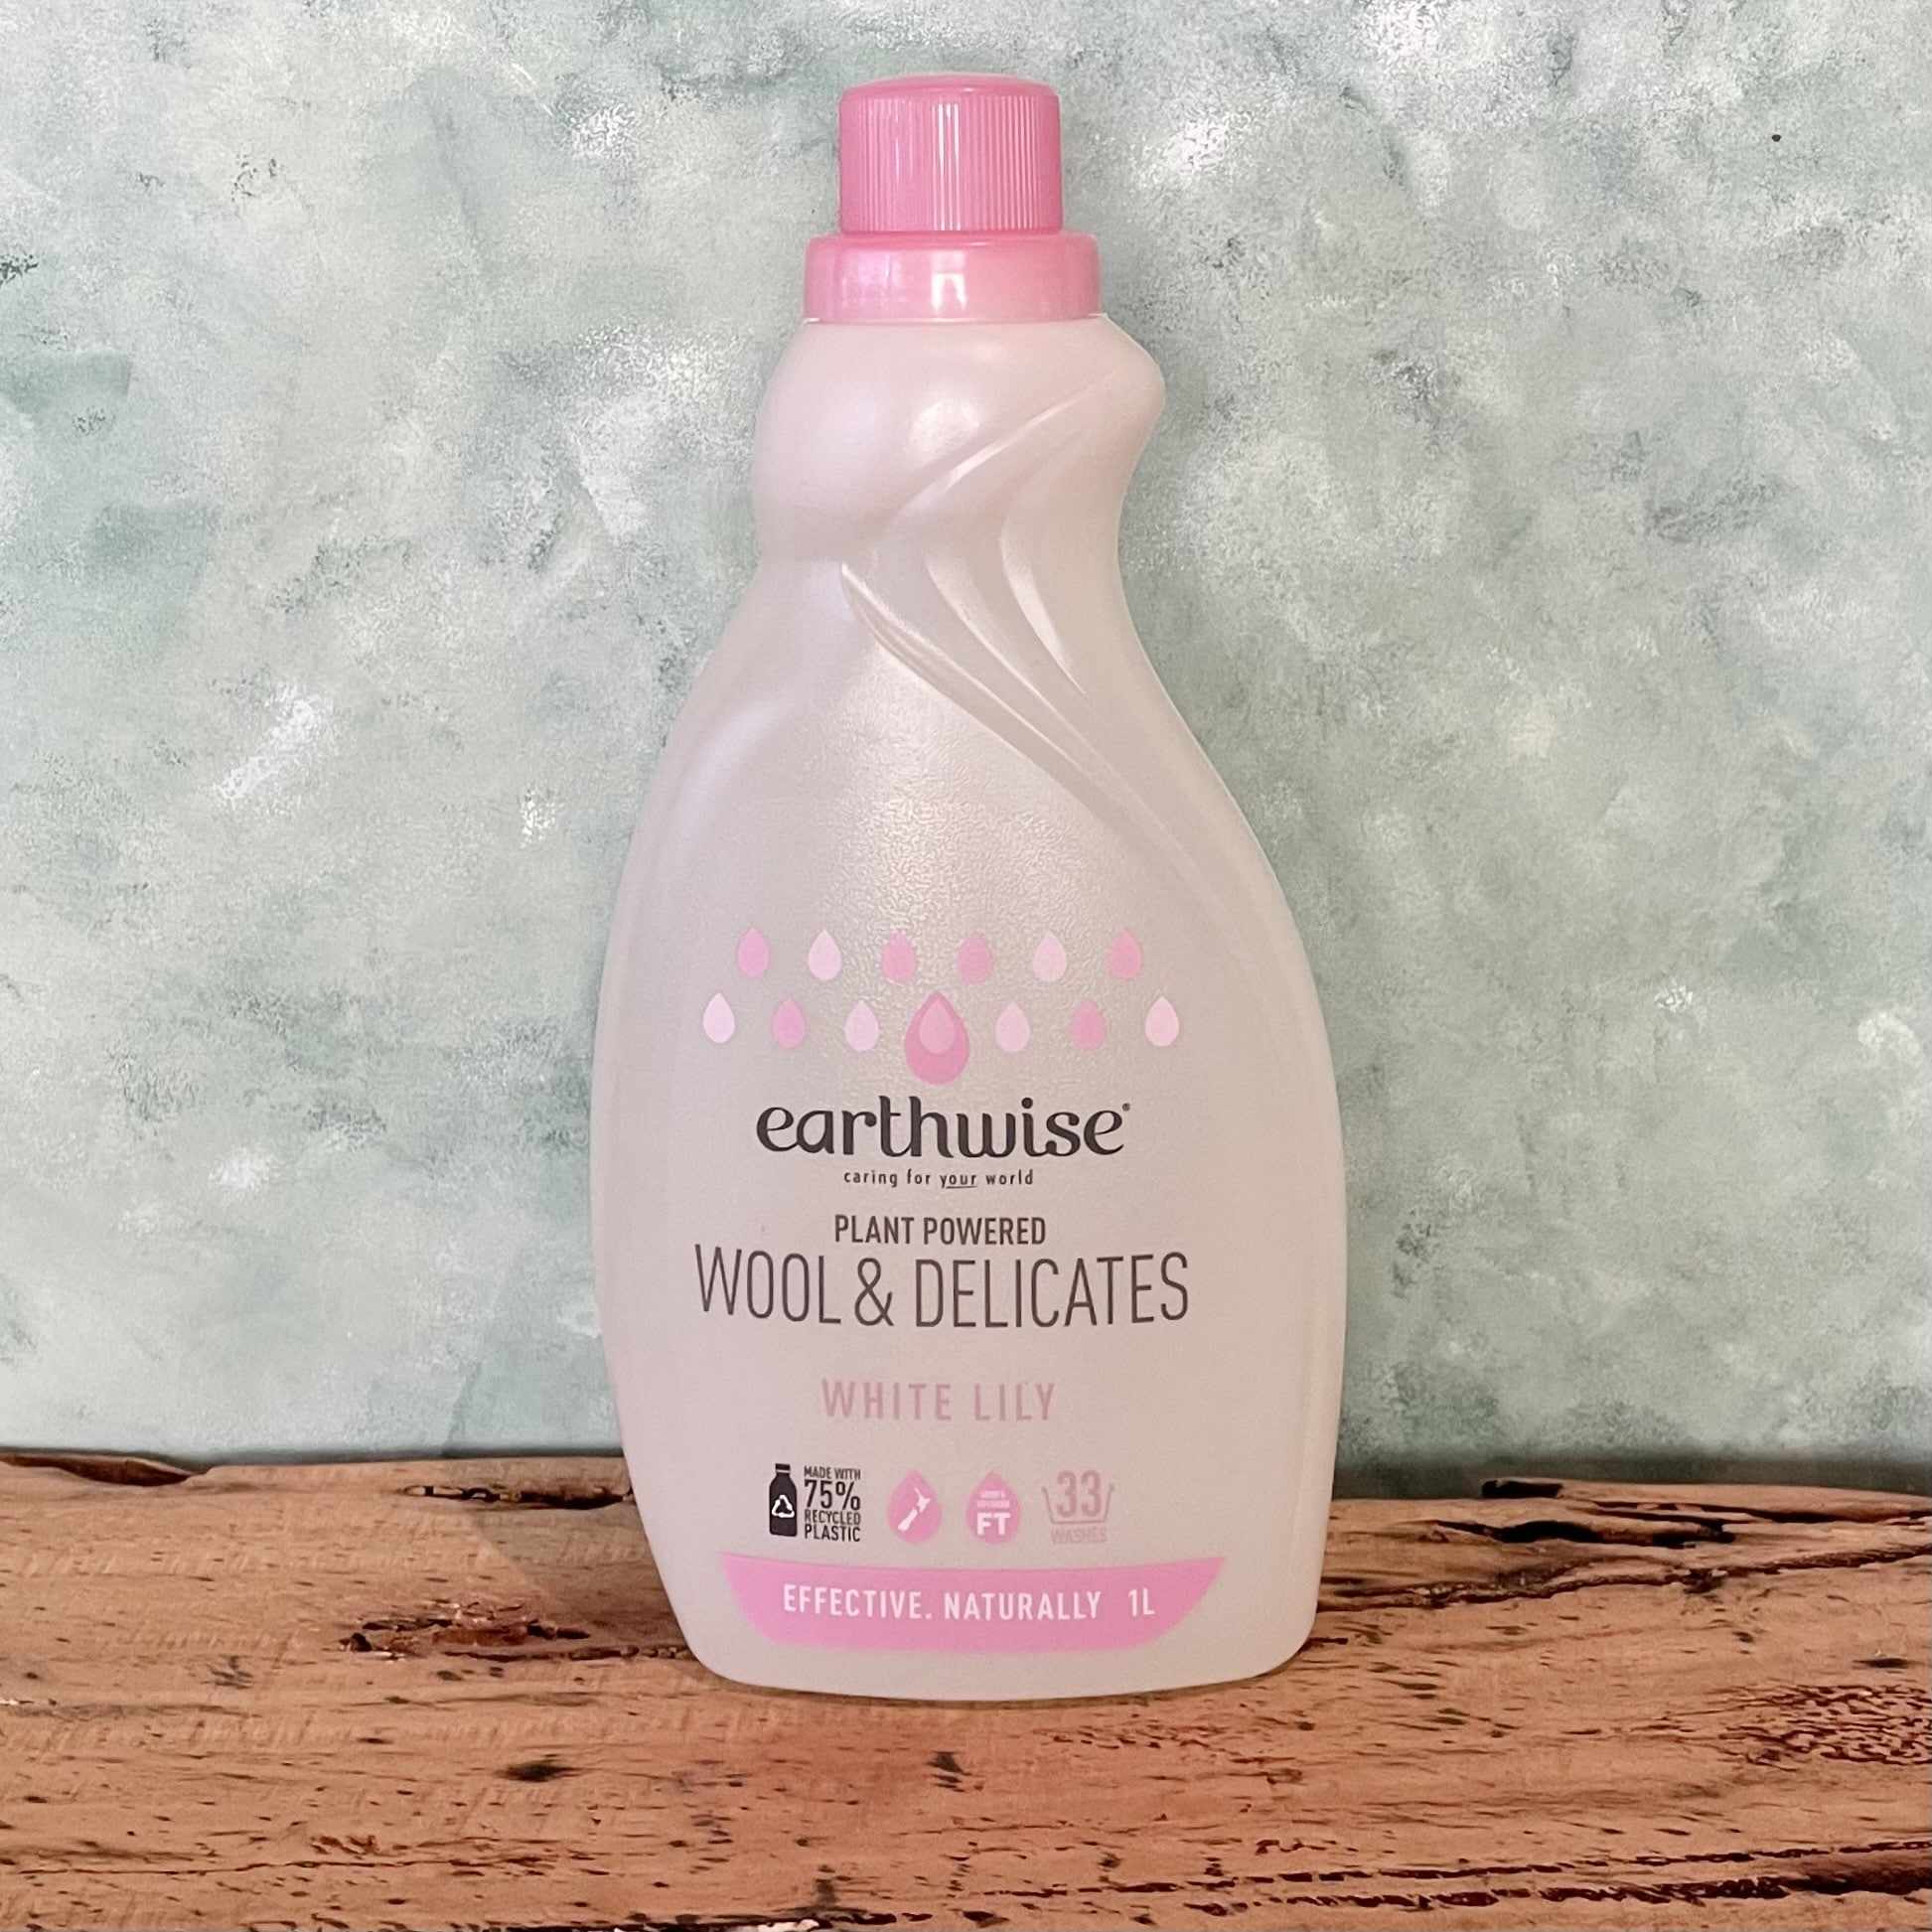 earthwise®
caring for your world
PLANT POWERED
WOOL & DELICATES
WHITE LILY
MADE WITH
75%
RECYCLED
PLASTIC
FT
33
WASHES
EFFECTIVE. NATURALLY 1L